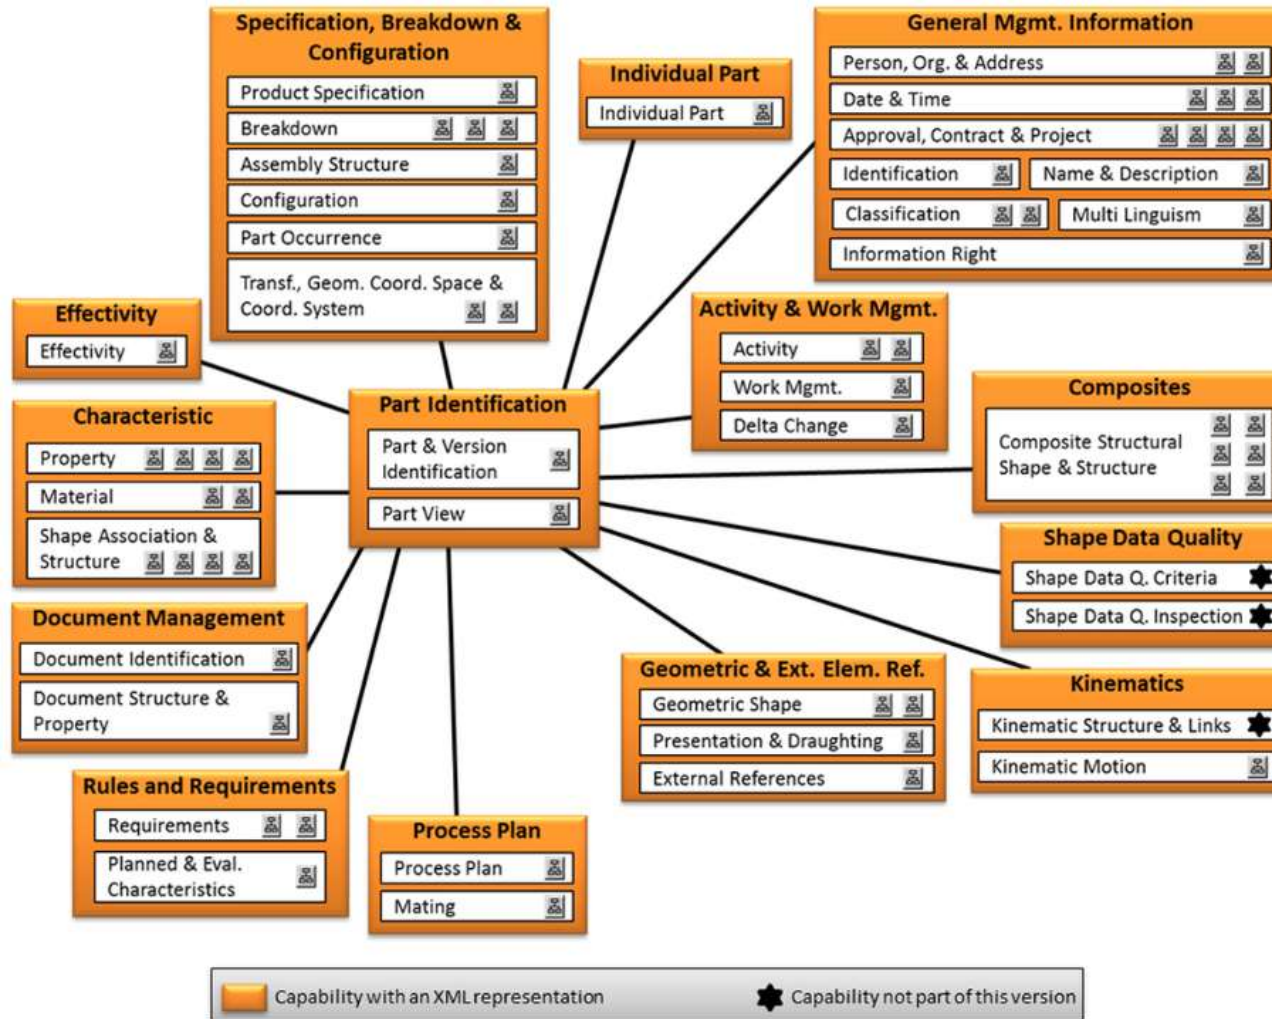 Specification, Breakdown &
Configuration
Product Specification
Breakdown
Assembly Structure
Configuration
Part Occurrence
Transf., Geom. Coord. Space &
Coord. System
Individual Part
Individual Part
General Mgmt. Information
Person, Org. & Address
Date & Time
Approval, Contract & Project
Identification
Name & Description
Classification
Multi Linguism
Information Right
Effectivity
Effectivity
Activity & Work Mgmt.
Activity
Work Mgmt.
Delta Change
Characteristic
Property
Material
Shape Association &
Structure
Part Identification
Part & Version
Identification
Part View
Composites
Composite Structural
Shape & Structure
Shape Data Quality
Shape Data Q. Criteria
Shape Data Q. Inspection
Document Management
Document Identification
Document Structure &
Property
Geometric & Ext. Elem. Ref.
Geometric Shape
Presentation & Draughting
External References
Kinematics
Kinematic Structure & Links
Kinematic Motion
Rules and Requirements
Requirements
Planned & Eval.
Characteristics
Process Plan
Process Plan
Mating
Capability with an XML representation
Capability not part of this version